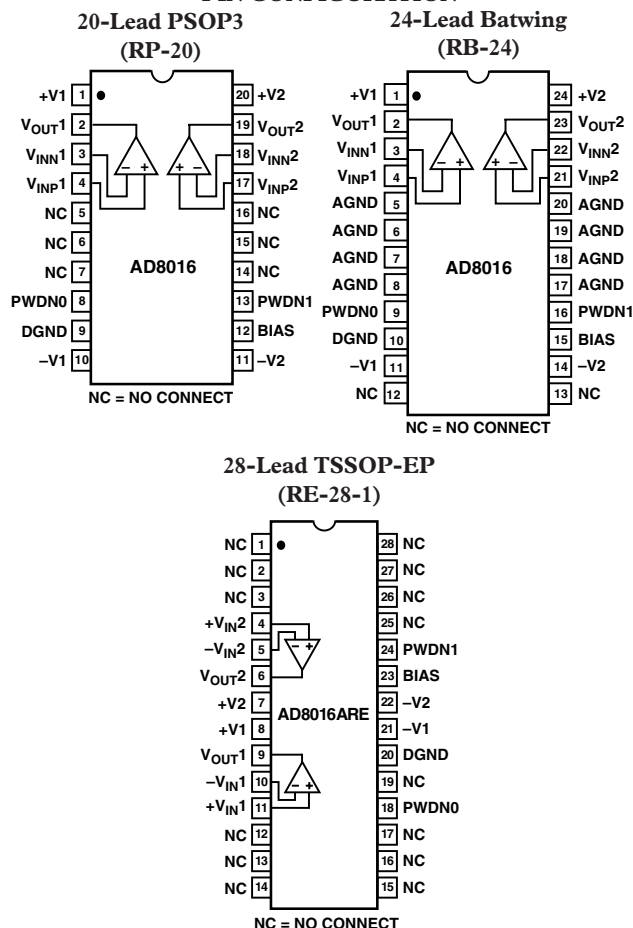 20-Lead PSOP3
(RP-20)
+V1 1 20 +V2
VOUT1 2 19 VOUT2
VINN1 3 18 VINN2
VINP1 4 17 VINP2
NC 5 16 NC
NC 6 15 NC
NC 7 14 NC
AD8016
PWDN0 8 13 PWDN1
DGND 9 12 BIAS
–V1 10 11 –V2
NC = NO CONNECT
24-Lead Batwing
(RB-24)
+V1 1 24 +V2
VOUT1 2 23 VOUT2
VINN1 3 22 VINN2
VINP1 4 21 VINP2
AGND 5 20 AGND
AGND 6 19 AGND
AGND 7 18 AGND
AD8016
AGND 8 17 AGND
PWDN0 9 16 PWDN1
DGND 10 15 BIAS
–V1 11 14 –V2
NC 12 13 NC
NC = NO CONNECT
28-Lead TSSOP-EP
(RE-28-1)
NC 1 28 NC
NC 2 27 NC
NC 3 26 NC
+VIN2 4 25 NC
–VIN2 5 24 PWDN1
VOUT2 6 23 BIAS
+V2 7 22 –V2
AD8016ARE
+V1 8 21 –V1
VOUT1 9 20 DGND
–VIN1 10 19 NC
+VIN1 11 18 PWDN0
NC 12 17 NC
NC 13 16 NC
NC 14 15 NC
NC = NO CONNECT